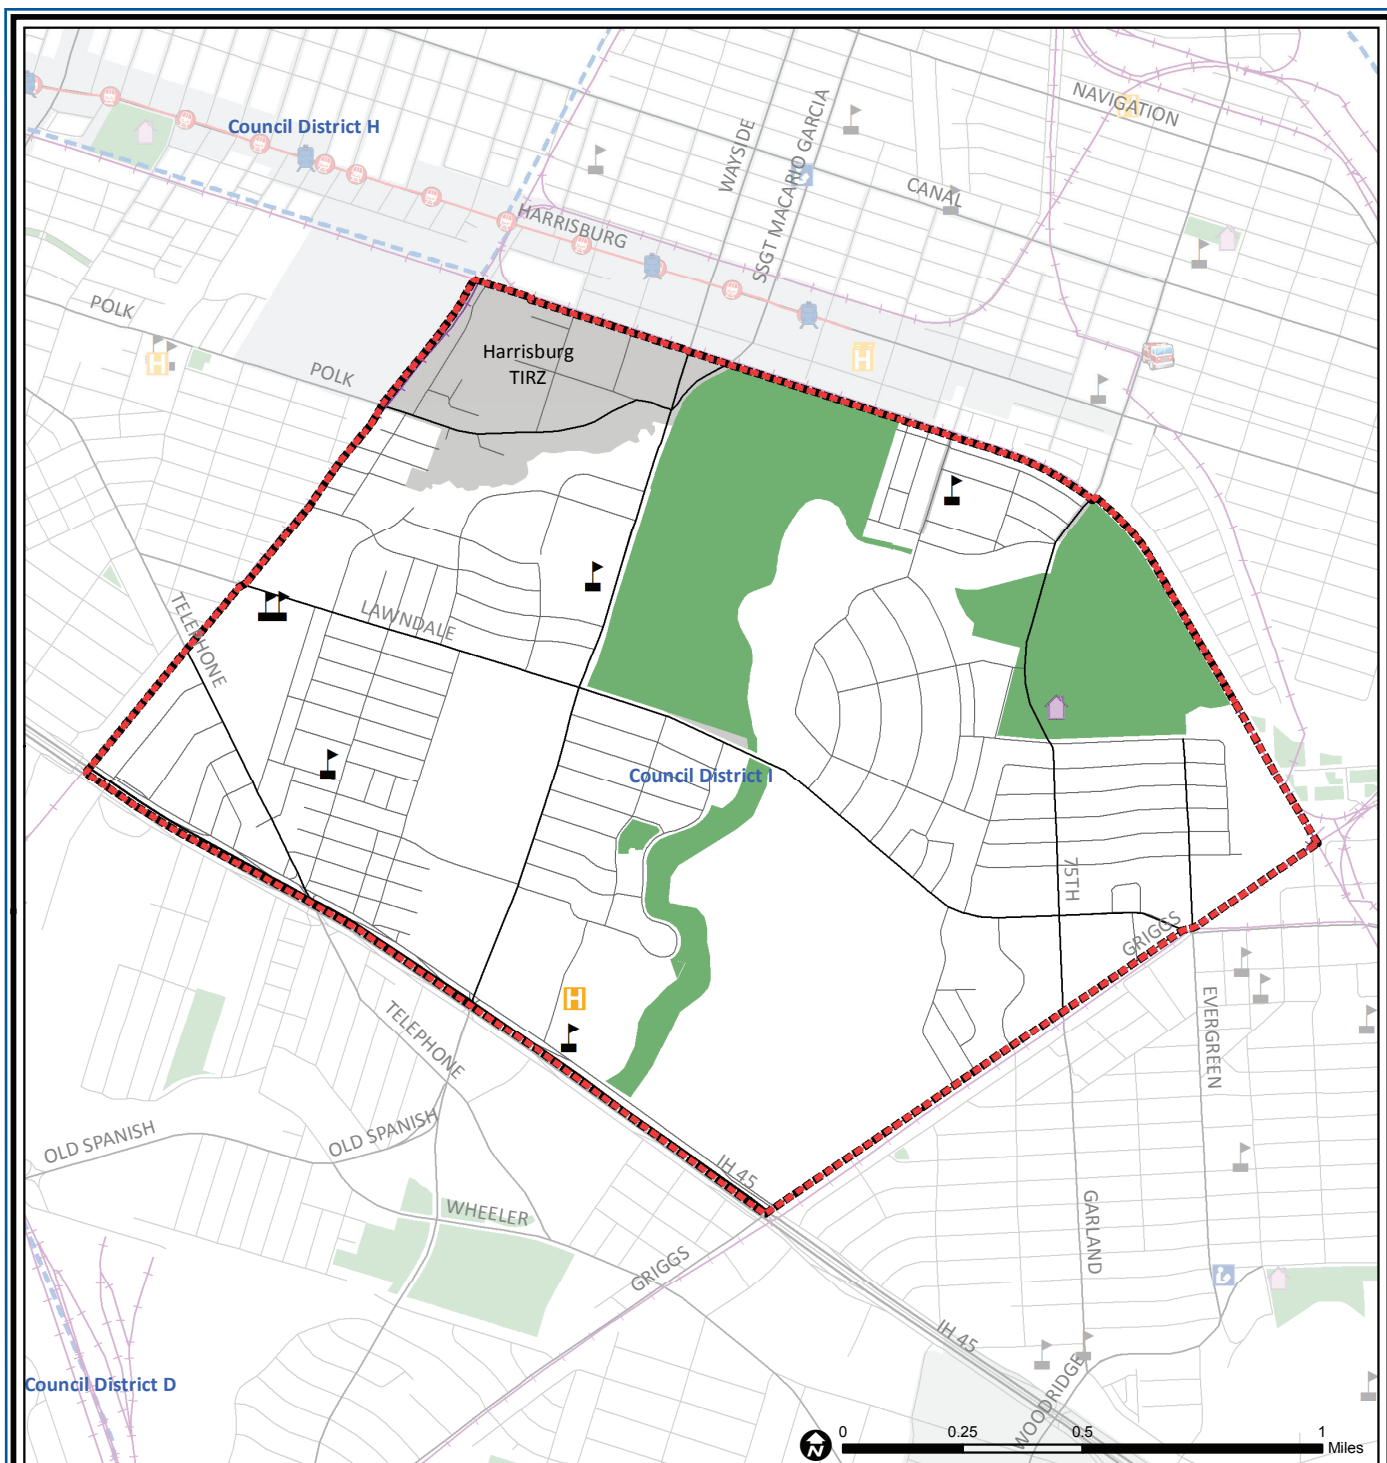 NAVIGATION
Council District H
WAYSIDE
SSGT MACARIO GARCIA
CANAL
HARRISBURG
POLK
Harrisburg
TIRZ
POLK
LAWNDALE
TELEPHONE
Council District I
75TH
GRIGGS
H
H
H
H
EVERGREEN
TELEPHONE
OLD SPANISH
OLD SPANISH
IH 45
WHEELER
GARLAND
GRIGGS
IH 45
WOODRIDGE
Council District D
N
0 0.25 0.5 1
Miles